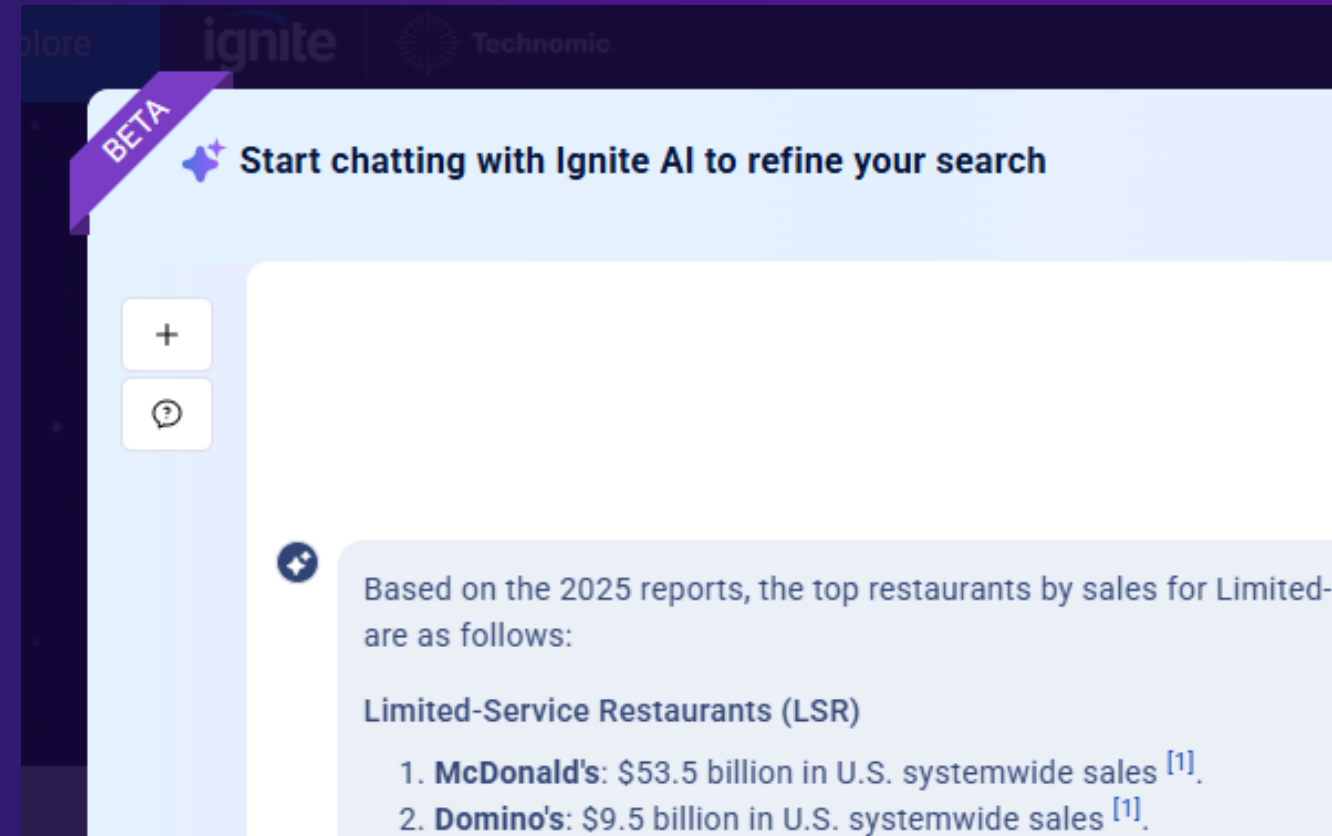 plore
ignite
Technomic
BETA
Start chatting with Ignite AI to refine your search
Based on the 2025 reports, the top restaurants by sales for Limited-
are as follows:
Limited-Service Restaurants (LSR)
1. McDonald's: $53.5 billion in U.S. systemwide sales [1].
2. Domino's: $9.5 billion in U.S. systemwide sales [1].